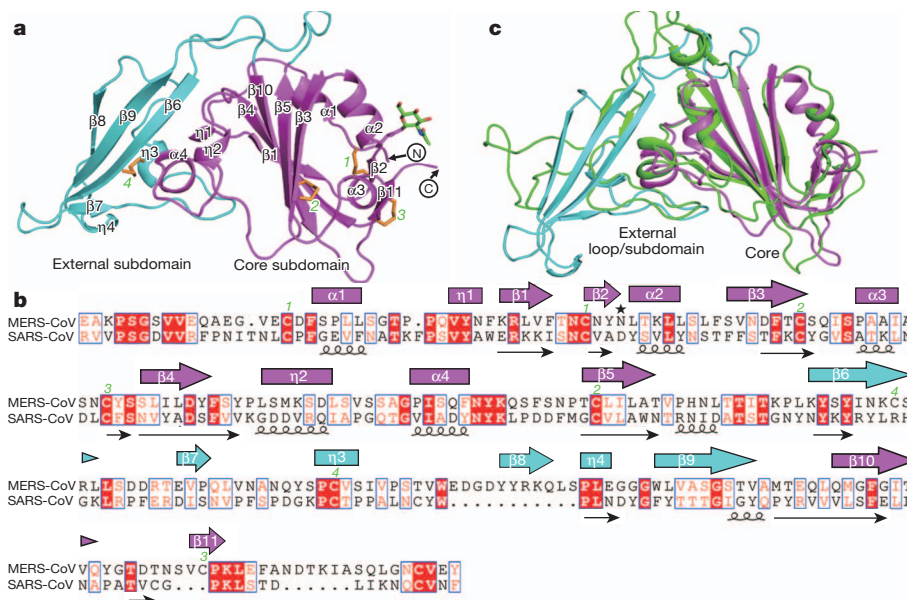 a
c
β8
β9
β6
β10
β4
β5
β3
α1
α2
η1
η2
η3
α4
β1
1
β2
N
C
α3
β11
4
2
3
β7
η4
External subdomain
Core subdomain
External
loop/subdomain
Core
b
α1 η1 β1 β2 α2 β3 α3
1 1 ★ 2
MERS-CoV EAKPSGSVVEQAEG.VECDFSPLLSGTP.PQVYNFKRLVFTNCNYNLTKLLSLFSVNDFTCSQISPAAIA
SARS-CoV RVVPSGDVVRFPNITNLCPFGEVFNATKFPSVYAWERKKISNCVADYSVLYNSTFFSTFKCYGVSATKLN
β4 η2 α4 β5 β6
3 2 4
MERS-CoV SNCYSSLILDYFSYPLSMKSDLSVSSAGPISQFNYKQSFSNPTCLILATVPHNLTTITKPLKYSYINKCS
SARS-CoV DLCFSNVYADSFVVKGDDVRQIAPGQTGVIADYNYKLPDDFMGCVLAWNTRNIDATSTGNYNYKYRYLRH
β7 η3 β8 η4 β9 β10
4
MERS-CoV RLLSDDRTEVPQLVNANQYSPCVSIVPSTVWEDGDYYRKQLSPLEGGGWLVASGSTVAMTEQLQMGFGIT
SARS-CoV GKLRPFERDISNVPFSPDGKPCTPPALNCYW..........PLNDYGFYTTTGIGYQPYRVVVLSFELL
β11
3
MERS-CoV VQYGTDTNSVCPKLEFANDTKIASQLGNCVEY
SARS-CoV NAPATVCG...PKLSTD......LIKNQCVNF